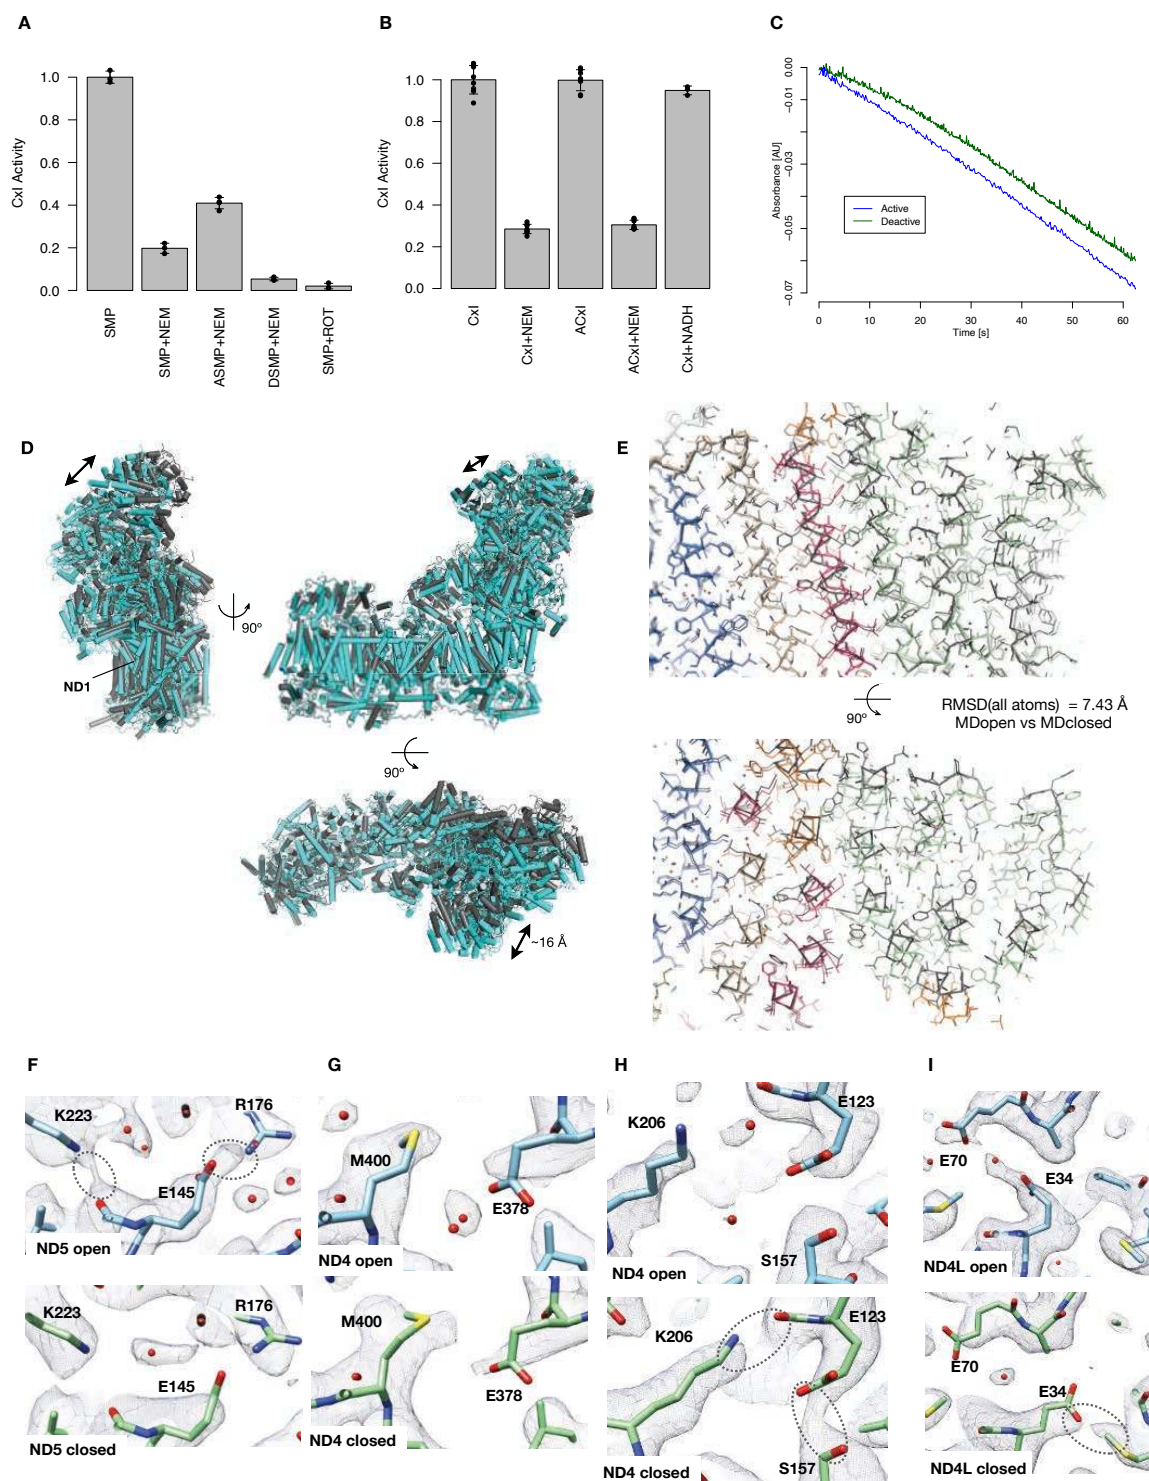 A
B
C
CxI Activity
1.0
0.8
0.6
0.4
0.2
0.0
SMP
SMP+NEM
ASMP+NEM
DSMP+NEM
SMP+ROT
CxI Activity
1.0
0.8
0.6
0.4
0.2
0.0
CxI
CxI+NEM
ACxI
ACxI+NEM
CxI+NADH
Absorbance [AU]
0.00
−0.01
−0.03
−0.05
−0.07
Active
Deactive
0
10
20
30
40
50
60
Time [s]
D
ND1
90º
90º
~16 Å
E
90º
RMSD(all atoms) = 7.43 Å
MDopen vs MDclosed
F
K223
R176
E145
ND5 open
K223
R176
E145
ND5 closed
G
M400
E378
ND4 open
M400
E378
ND4 closed
H
K206
E123
S157
ND4 open
K206
E123
S157
ND4 closed
I
E70
E34
ND4L open
E70
E34
ND4L closed